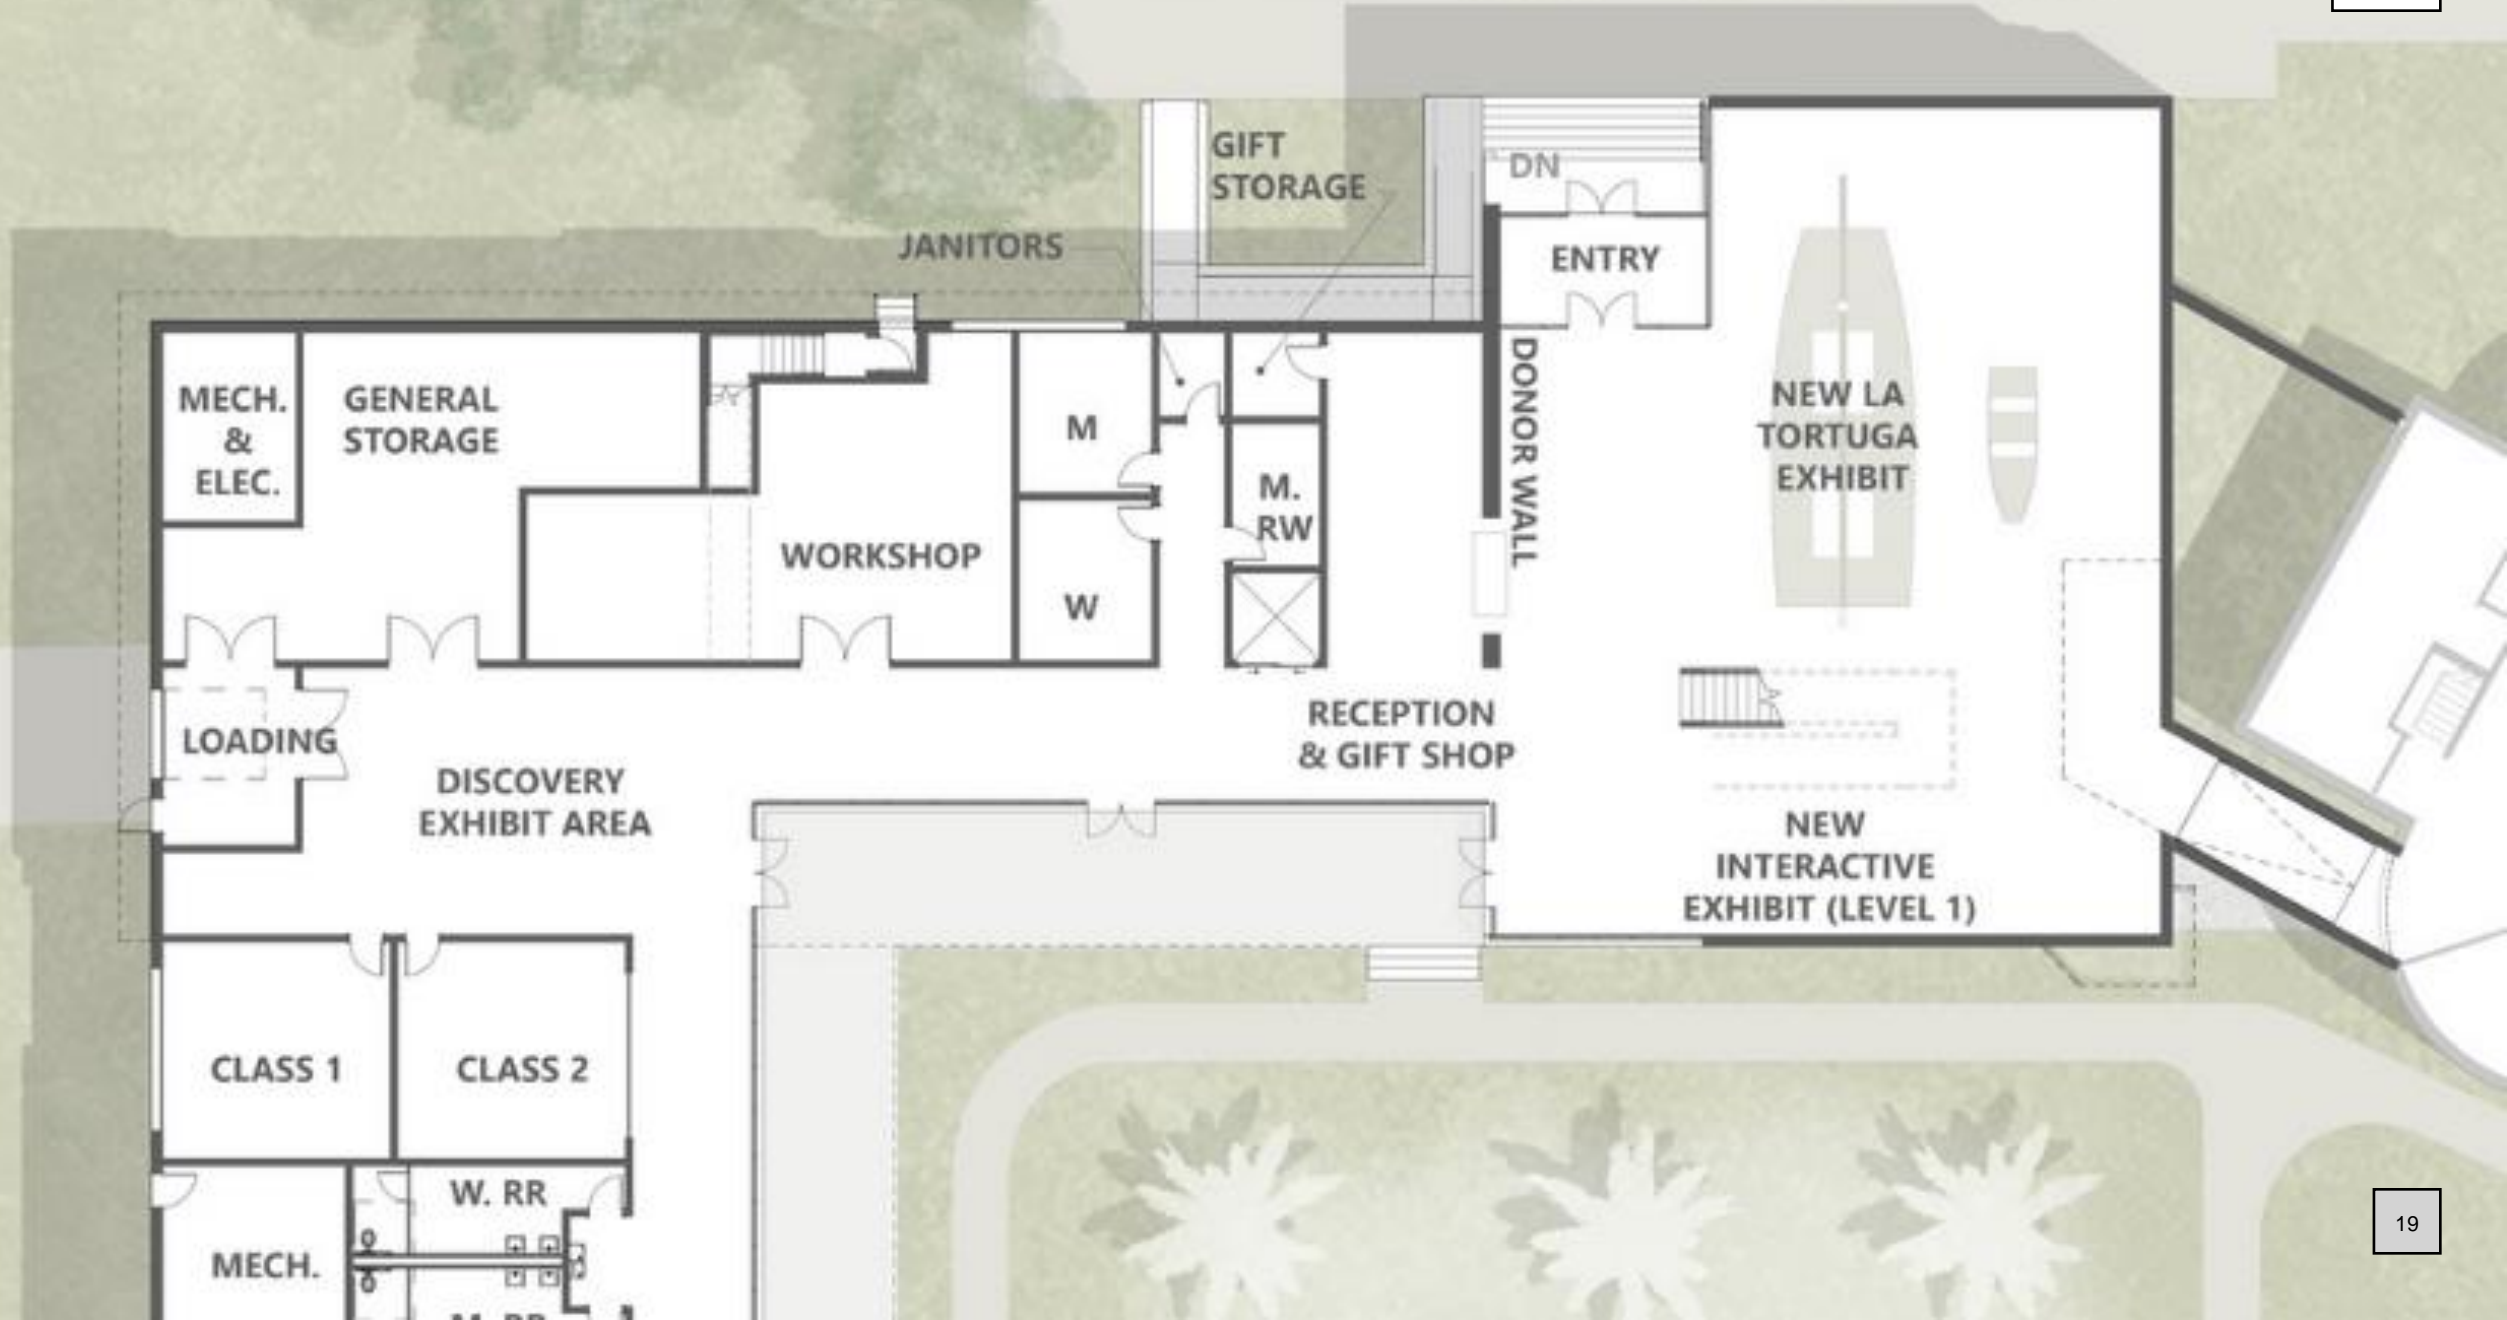 GIFT
STORAGE
DN
JANITORS
ENTRY
MECH.
&
ELEC.
GENERAL
STORAGE
M
M.
RW
DONOR WALL
NEW LA
TORTUGA
EXHIBIT
WORKSHOP
W
LOADING
DISCOVERY
EXHIBIT AREA
RECEPTION
& GIFT SHOP
NEW
INTERACTIVE
EXHIBIT (LEVEL 1)
CLASS 1
CLASS 2
W. RR
MECH.
M. RR
19